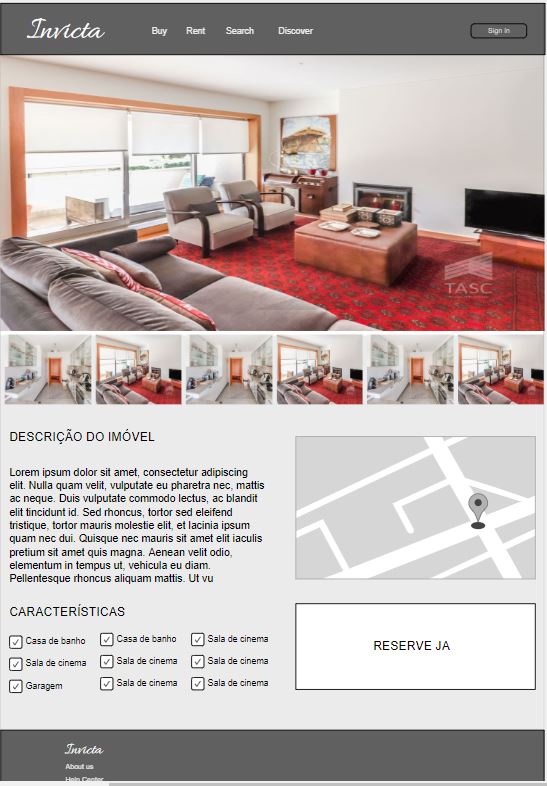 Invicta
Buy Rent Search Discover Sign In
TASC
DESCRIÇÃO DO IMÓVEL
Lorem ipsum dolor sit amet, consectetur adipiscing
elit. Nulla quam velit, vulputate eu pharetra nec, mattis
ac neque. Duis vulputate commodo lectus, ac blandit
elit tincidunt id. Sed rhoncus, tortor sed eleifend
tristique, tortor mauris molestie elit, et lacinia ipsum
quam nec dui. Quisque nec mauris sit amet elit iaculis
pretium sit amet quis magna. Aenean velit odio,
elementum in tempus ut, vehicula eu diam.
Pellentesque rhoncus aliquam mattis. Ut vu
CARACTERÍSTICAS
Casa de banho Casa de banho Sala de cinema
Sala de cinema Sala de cinema Sala de cinema
Garagem Sala de cinema Sala de cinema
RESERVE JA
Invicta
About us
Help Center